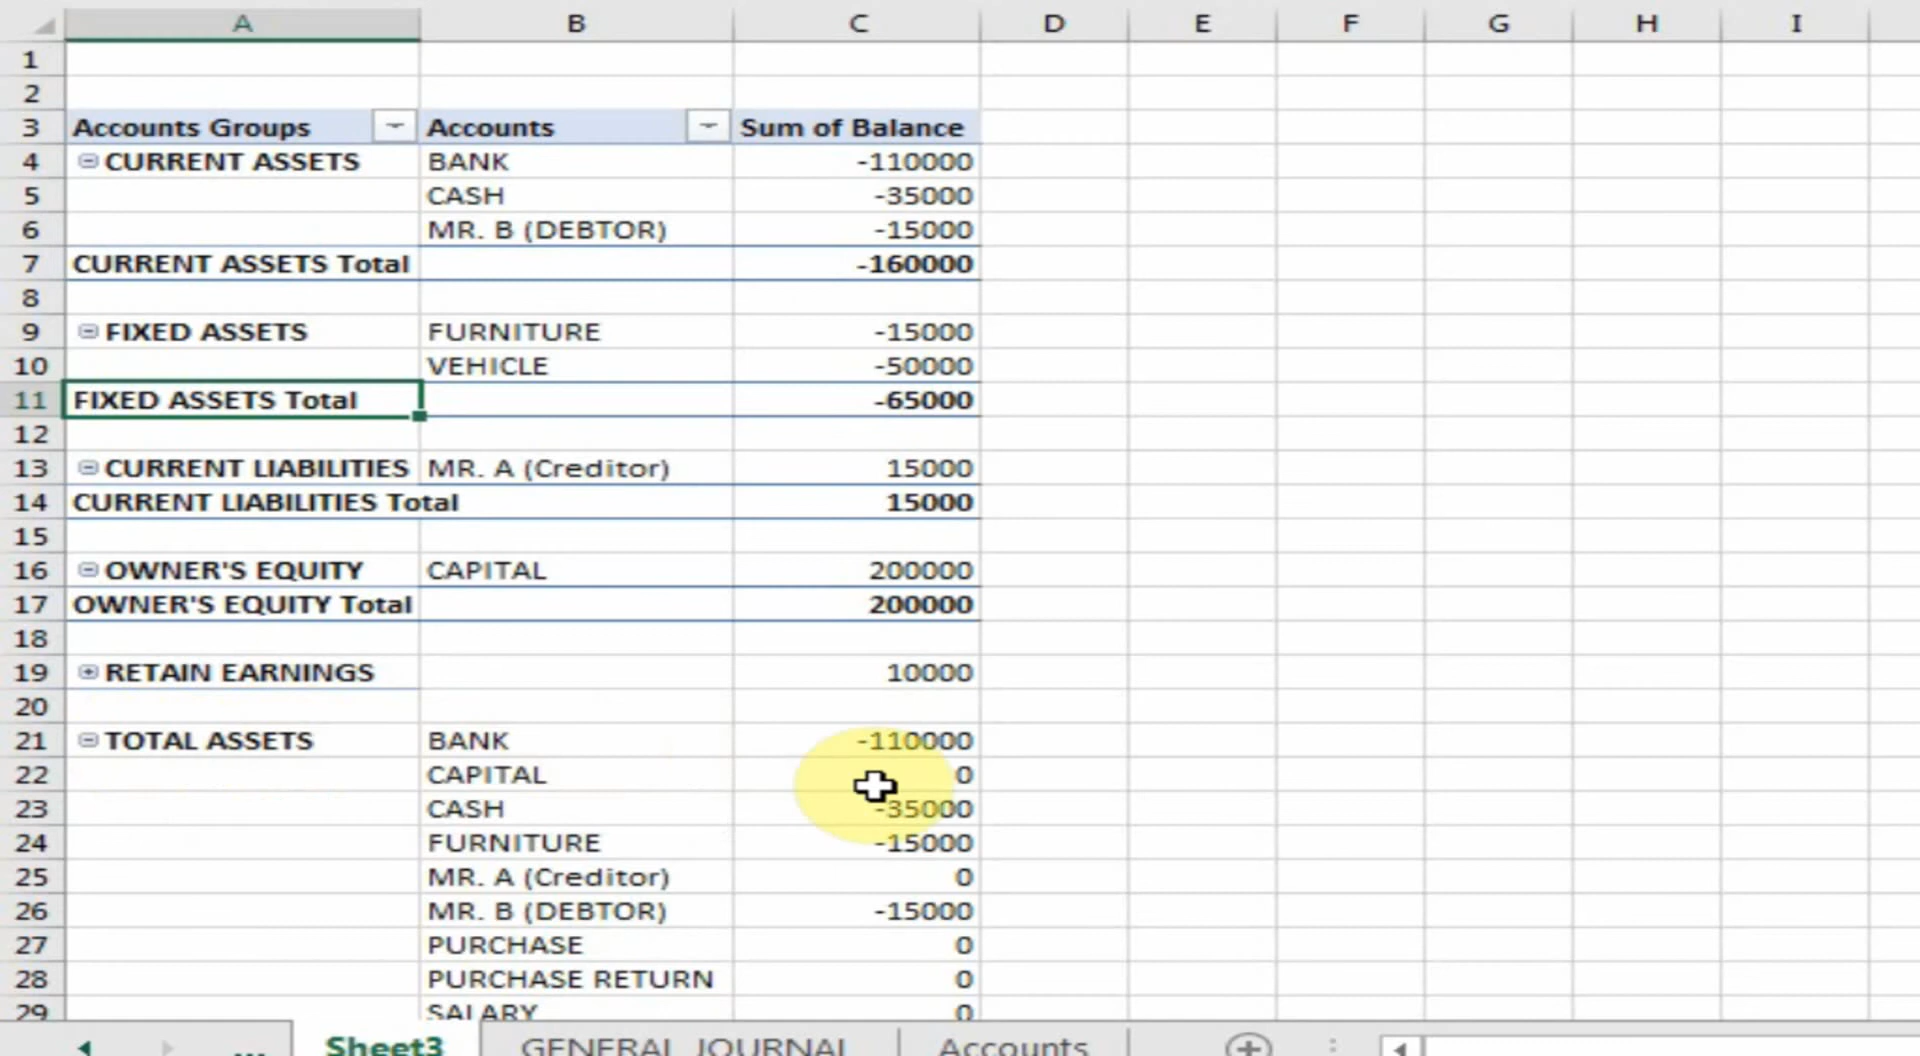 A B C D E F G H I
1
2
3 Accounts Groups Accounts Sum of Balance
4 CURRENT ASSETS BANK -110000
5 CASH -35000
6 MR. B (DEBTOR) -15000
7 CURRENT ASSETS Total -160000
8
9 FIXED ASSETS FURNITURE -15000
10 VEHICLE -50000
11 FIXED ASSETS Total -65000
12
13 CURRENT LIABILITIES MR. A (Creditor) 15000
14 CURRENT LIABILITIES Total 15000
15
16 OWNER'S EQUITY CAPITAL 200000
17 OWNER'S EQUITY Total 200000
18
19 RETAIN EARNINGS 10000
20
21 TOTAL ASSETS BANK -110000
22 CAPITAL 0
23 CASH -35000
24 FURNITURE -15000
25 MR. A (Creditor) 0
26 MR. B (DEBTOR) -15000
27 PURCHASE 0
28 PURCHASE RETURN 0
29 SALARY 0
... Sheet3 GENERAL JOURNAL Accounts